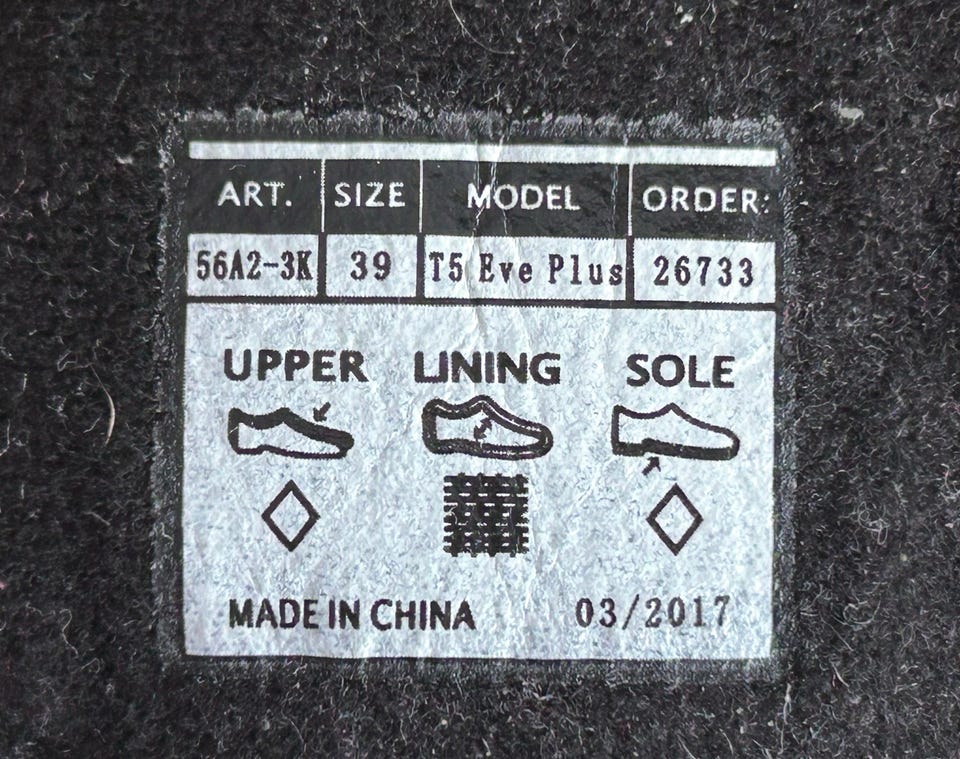 ART. SIZE MODEL ORDER:
56A2-3K 39 T5 Eve Plus 26733
UPPER LINING SOLE
MADE IN CHINA 03/2017